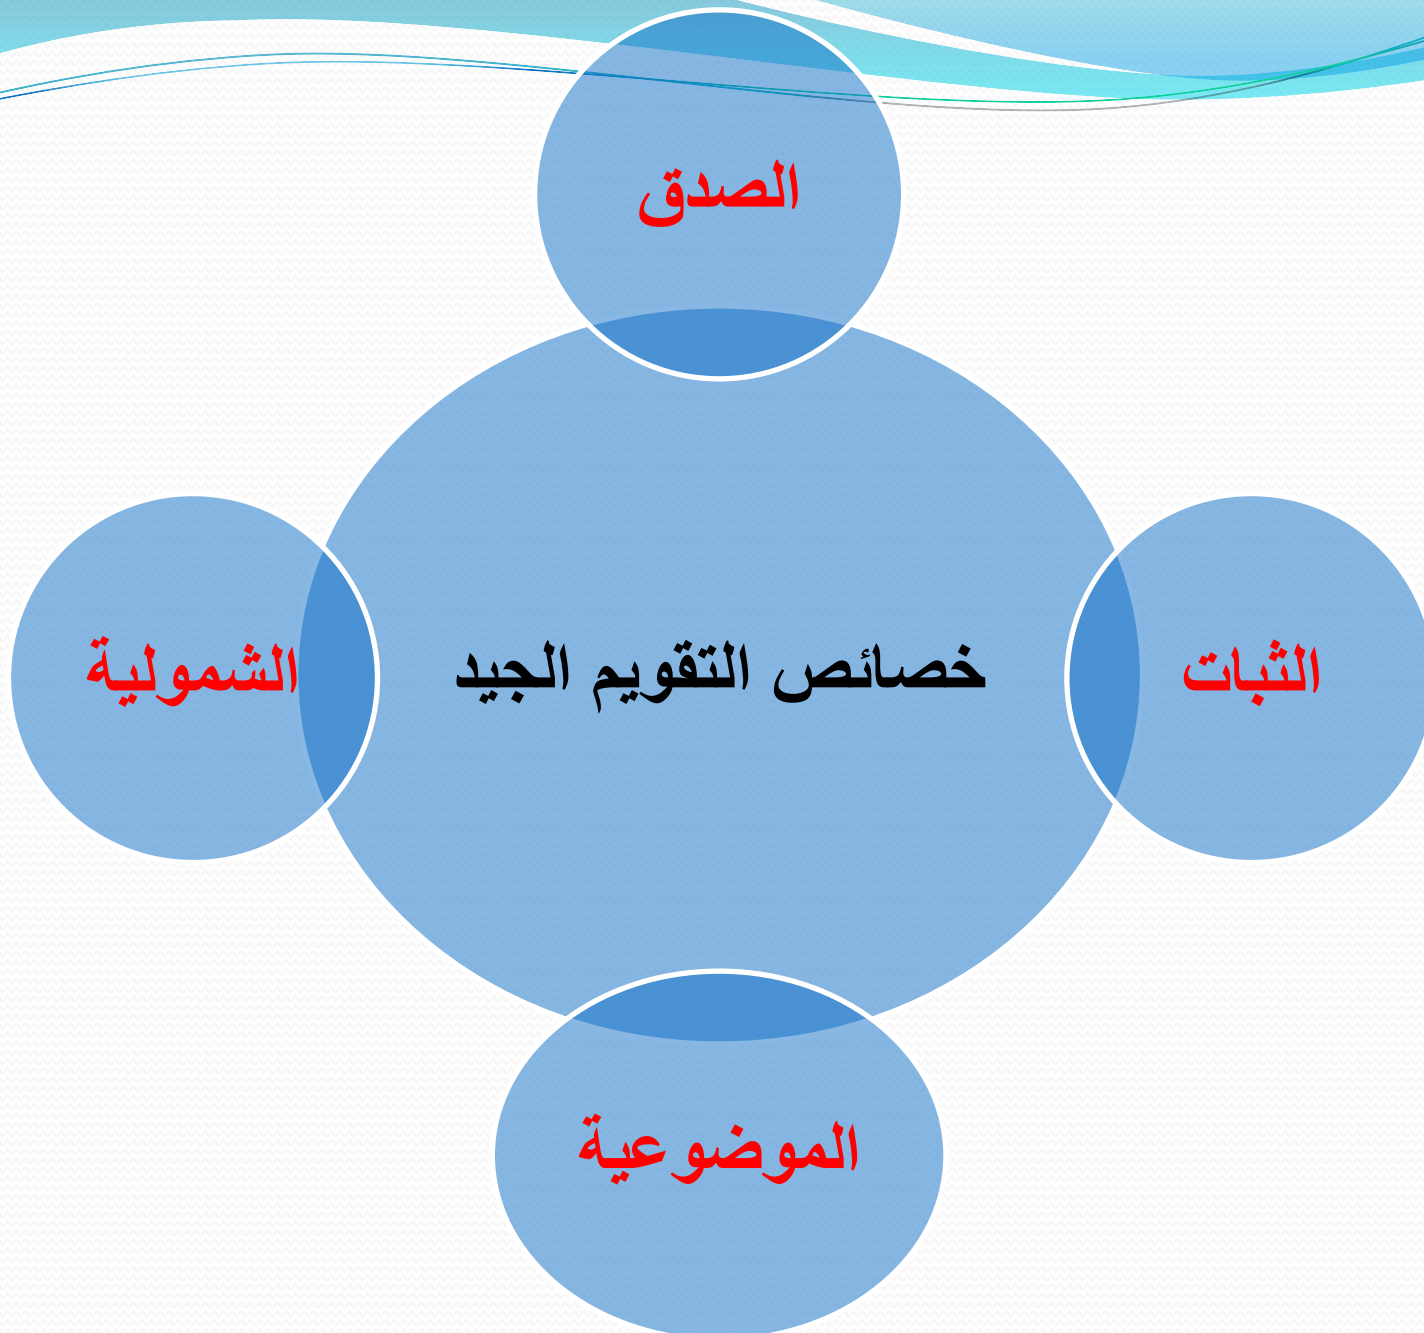 الصدق
خصائص التقويم الجيد
الثبات
الموضوعية
الشمولية